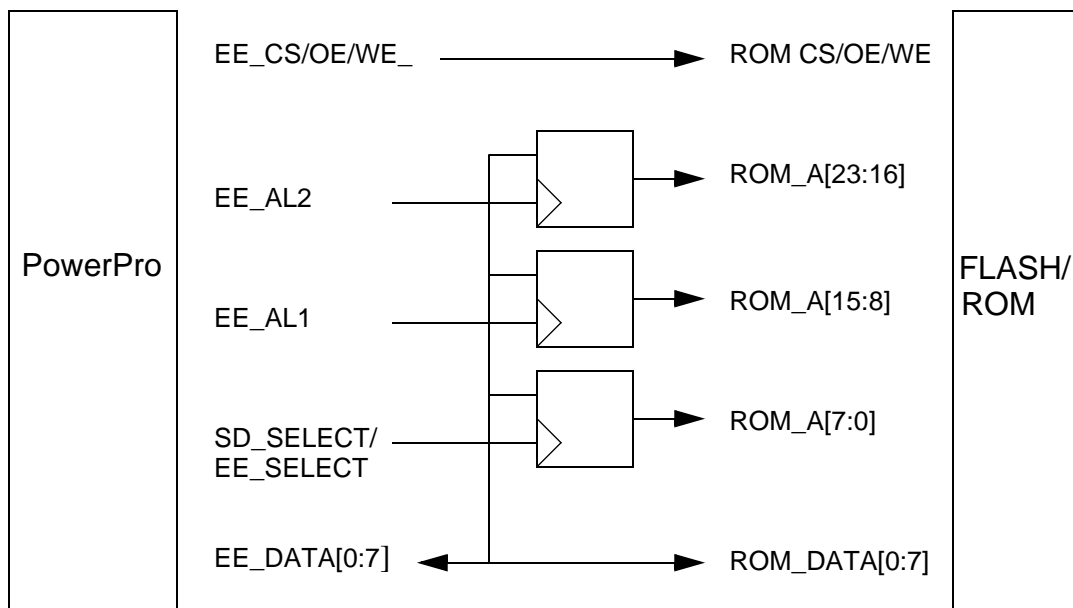 EE_CS/OE/WE_
ROM CS/OE/WE
ROM_A[23:16]
EE_AL2
PowerPro
FLASH/
ROM
ROM_A[15:8]
EE_AL1
ROM_A[7:0]
SD_SELECT/
EE_SELECT
EE_DATA[0:7]
ROM_DATA[0:7]